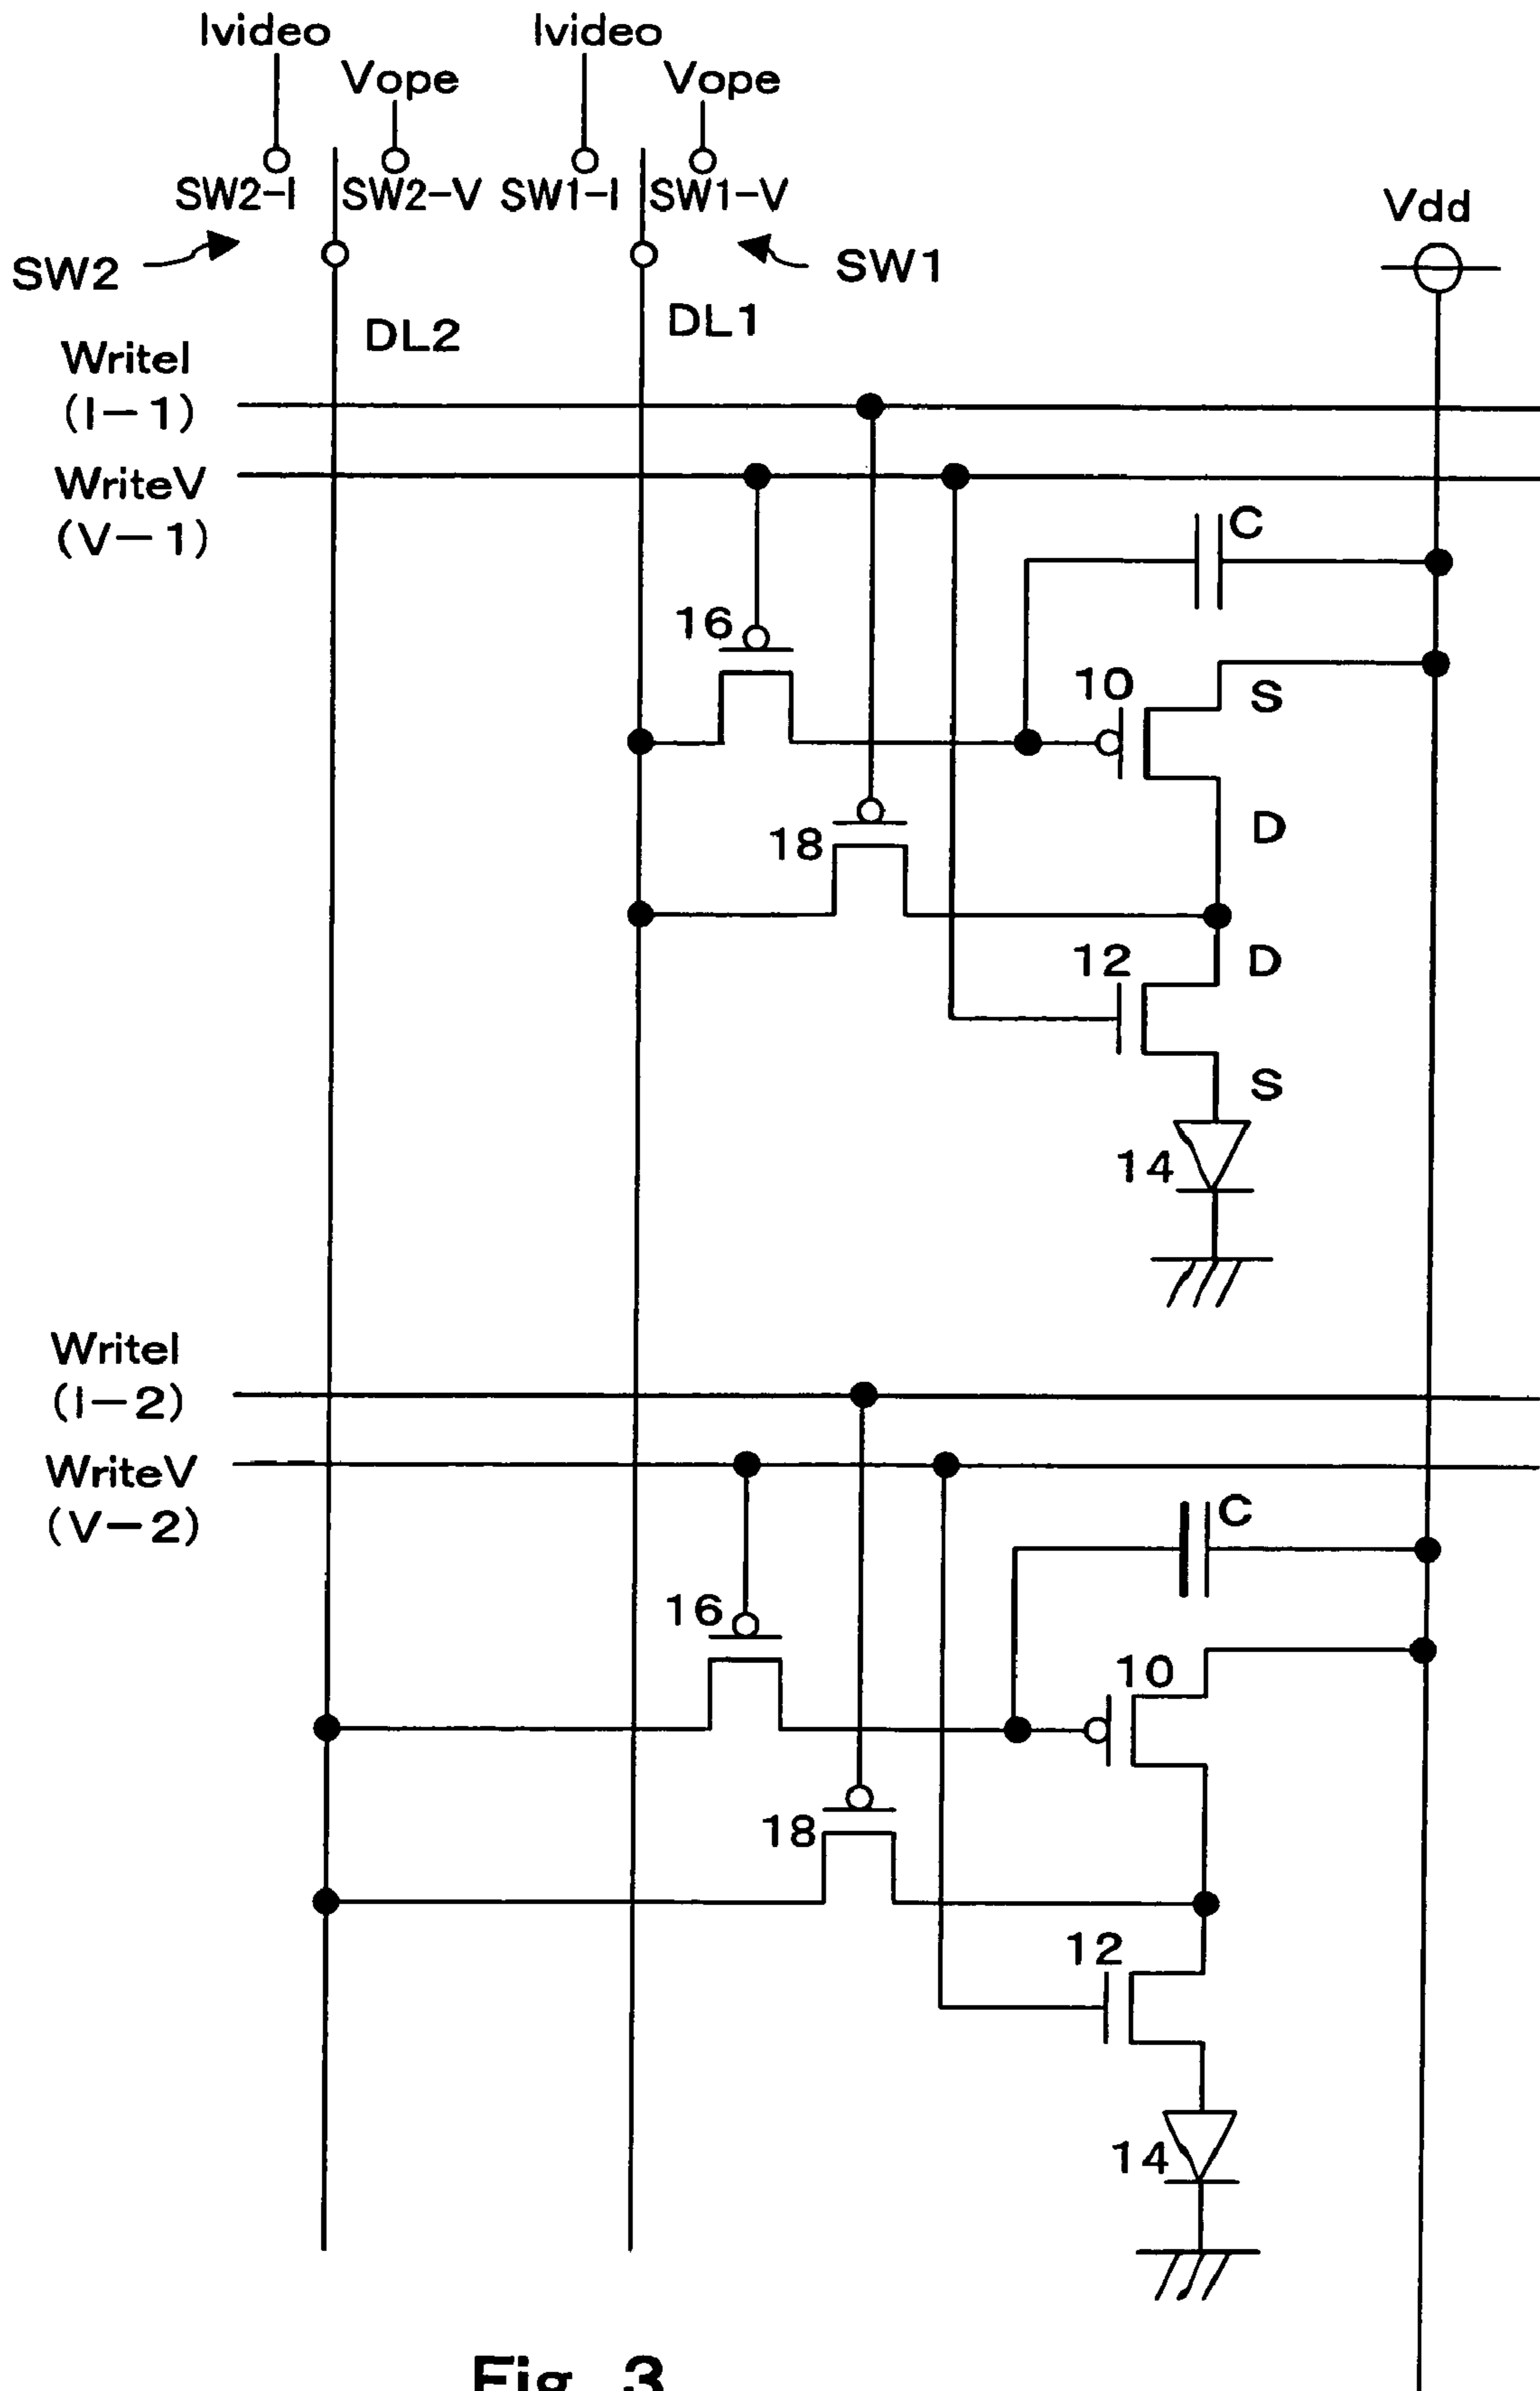 Ivideo Ivideo
Vope Vope
SW2-I SW2-V SW1-I SW1-V
Vdd
SW2 SW1
DL2 DL1
WriteI
(I-1)
WriteV
(V-1)
C
16
10 S
18 D
12 D
S
14
WriteI
(I-2)
WriteV
(V-2)
C
16
10
18
12
14
Fig. 3